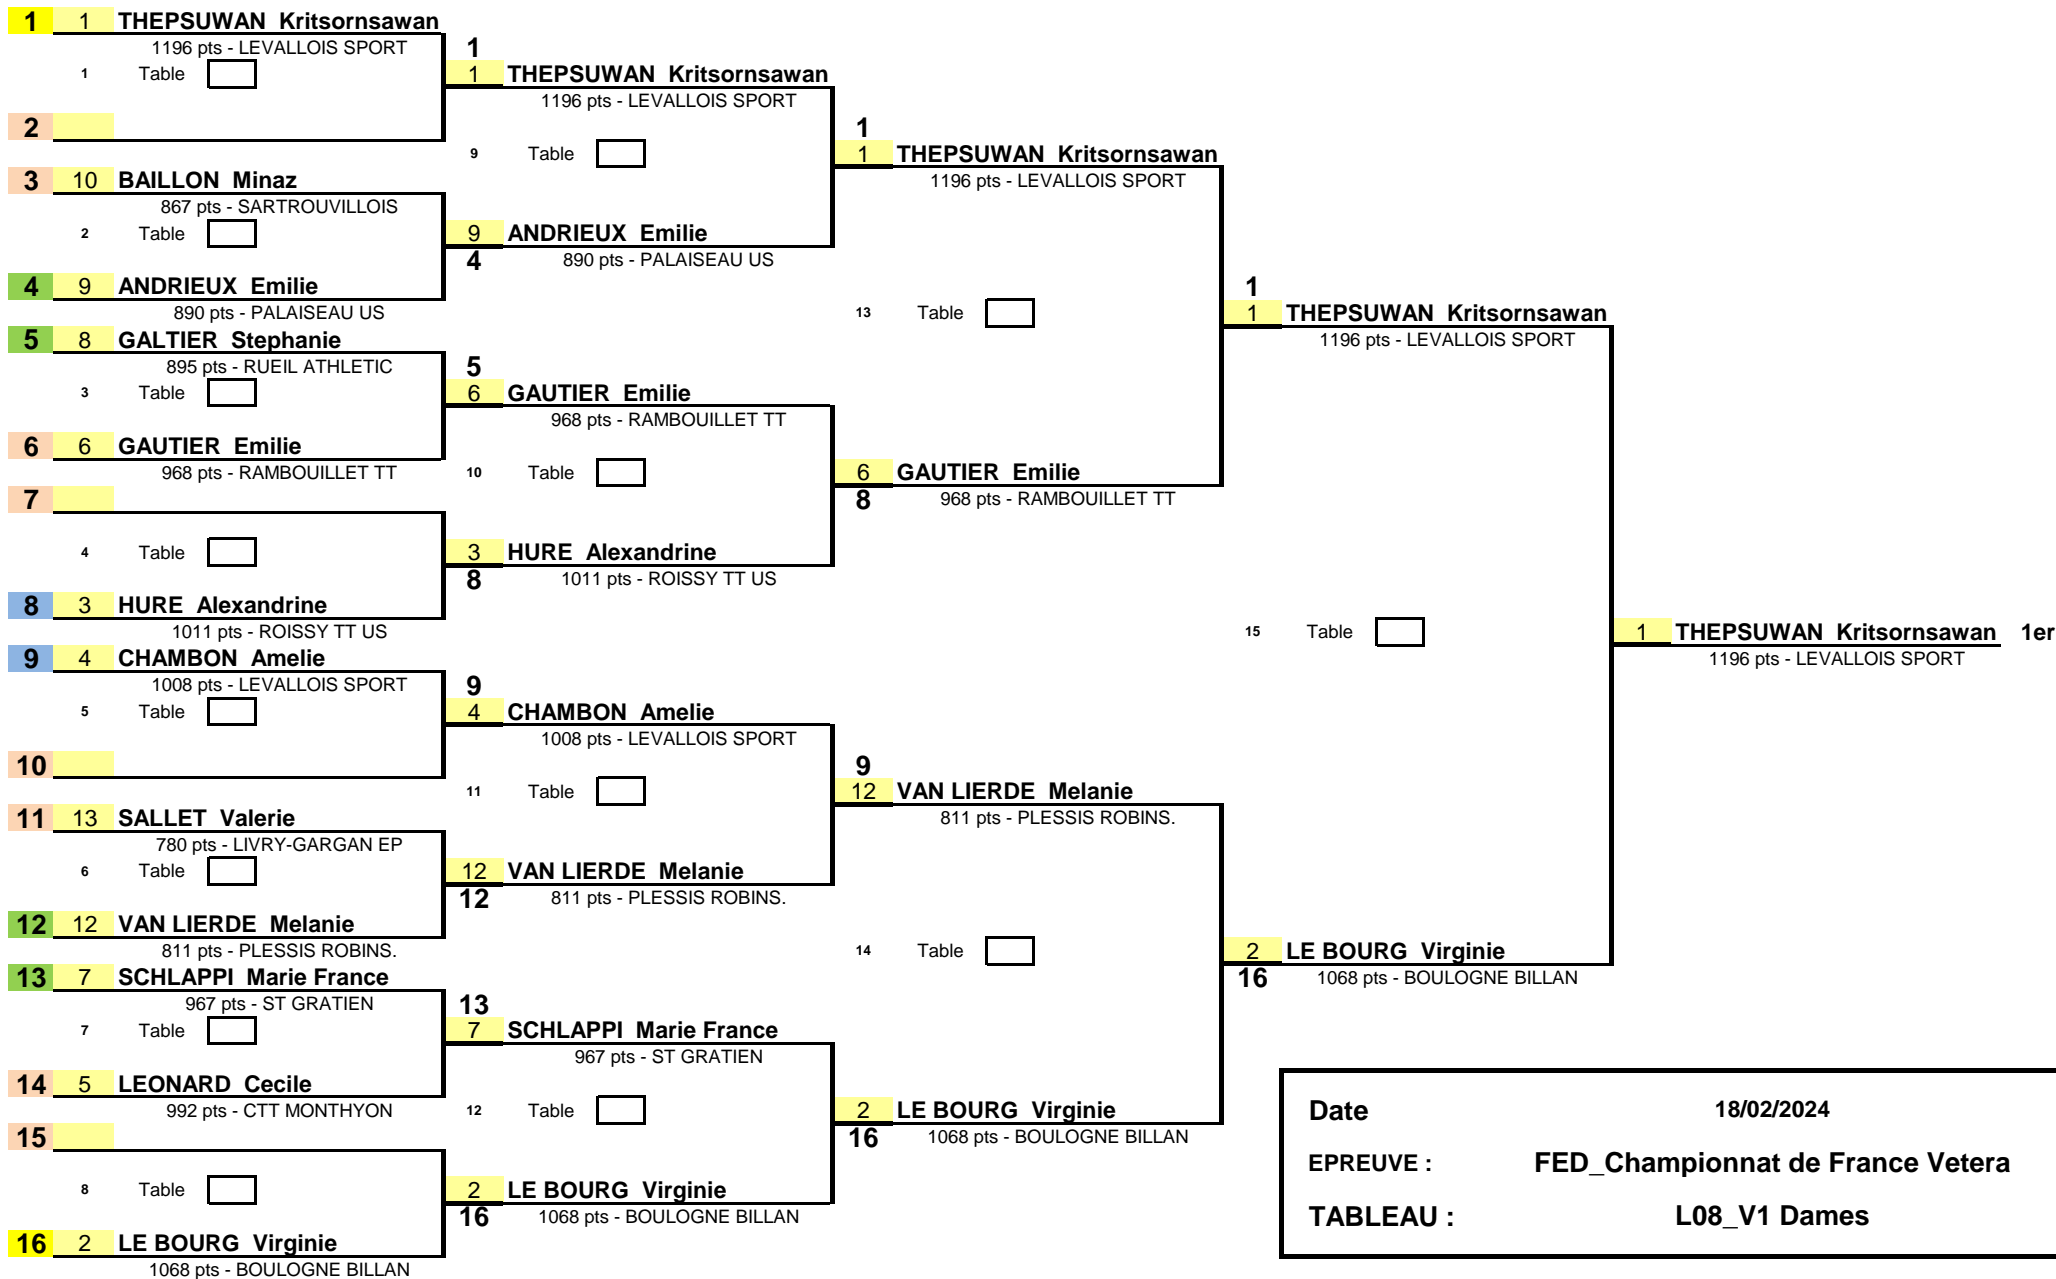 1 1 THEPSUWAN Kritsornsawan
1196 pts - LEVALLOIS SPORT
1 Table
2
3 10 BAILLON Minaz
867 pts - SARTROUVILLOIS
2 Table
4 9 ANDRIEUX Emilie
890 pts - PALAISEAU US
5 8 GALTIER Stephanie
895 pts - RUEIL ATHLETIC
3 Table
6 6 GAUTIER Emilie
968 pts - RAMBOUILLET TT
7
4 Table
8 3 HURE Alexandrine
1011 pts - ROISSY TT US
9 4 CHAMBON Amelie
1008 pts - LEVALLOIS SPORT
5 Table
10
11 13 SALLET Valerie
780 pts - LIVRY-GARGAN EP
6 Table
12 12 VAN LIERDE Melanie
811 pts - PLESSIS ROBINS.
13 7 SCHLAPPI Marie France
967 pts - ST GRATIEN
7 Table
14 5 LEONARD Cecile
992 pts - CTT MONTHYON
15
8 Table
16 2 LE BOURG Virginie
1068 pts - BOULOGNE BILLAN
1
1 THEPSUWAN Kritsornsawan
1196 pts - LEVALLOIS SPORT
9 Table
9 ANDRIEUX Emilie
4
890 pts - PALAISEAU US
5
6 GAUTIER Emilie
968 pts - RAMBOUILLET TT
10 Table
3 HURE Alexandrine
8
1011 pts - ROISSY TT US
9
4 CHAMBON Amelie
1008 pts - LEVALLOIS SPORT
11 Table
12 VAN LIERDE Melanie
12
811 pts - PLESSIS ROBINS.
13
7 SCHLAPPI Marie France
967 pts - ST GRATIEN
12 Table
2 LE BOURG Virginie
16
1068 pts - BOULOGNE BILLAN
1
1 THEPSUWAN Kritsornsawan
1196 pts - LEVALLOIS SPORT
13 Table
6 GAUTIER Emilie
8
968 pts - RAMBOUILLET TT
9
12 VAN LIERDE Melanie
811 pts - PLESSIS ROBINS.
14 Table
2 LE BOURG Virginie
16
1068 pts - BOULOGNE BILLAN
1
1 THEPSUWAN Kritsornsawan
1196 pts - LEVALLOIS SPORT
15 Table
2 LE BOURG Virginie
16
1068 pts - BOULOGNE BILLAN
1 THEPSUWAN Kritsornsawan 1er
1196 pts - LEVALLOIS SPORT
Date 18/02/2024
EPREUVE : FED_Championnat de France Vetera
TABLEAU : L08_V1 Dames